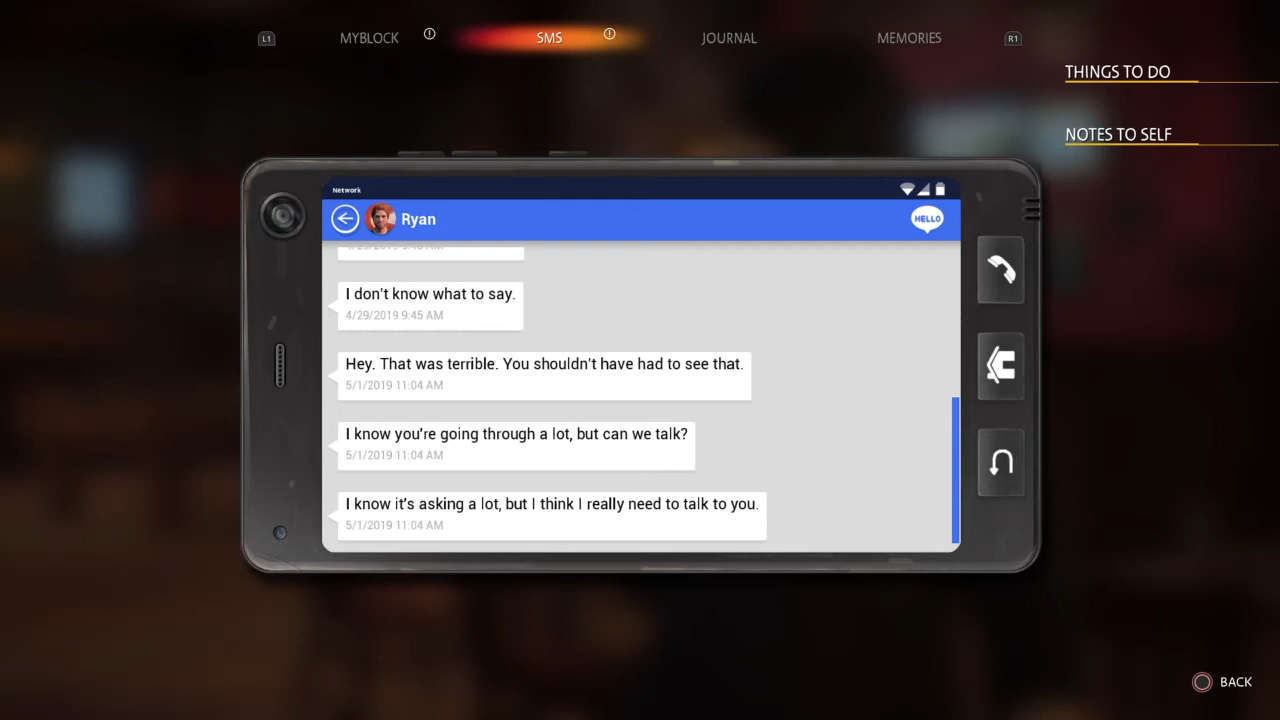 L1
MYBLOCK
SMS
JOURNAL
MEMORIES
R1
THINGS TO DO
NOTES TO SELF
Network
Ryan
HELLO
I don't know what to say.
4/29/2019 9:45 AM
Hey. That was terrible. You shouldn't have had to see that.
5/1/2019 11:04 AM
I know you're going through a lot, but can we talk?
5/1/2019 11:04 AM
I know it's asking a lot, but I think I really need to talk to you.
5/1/2019 11:04 AM
BACK